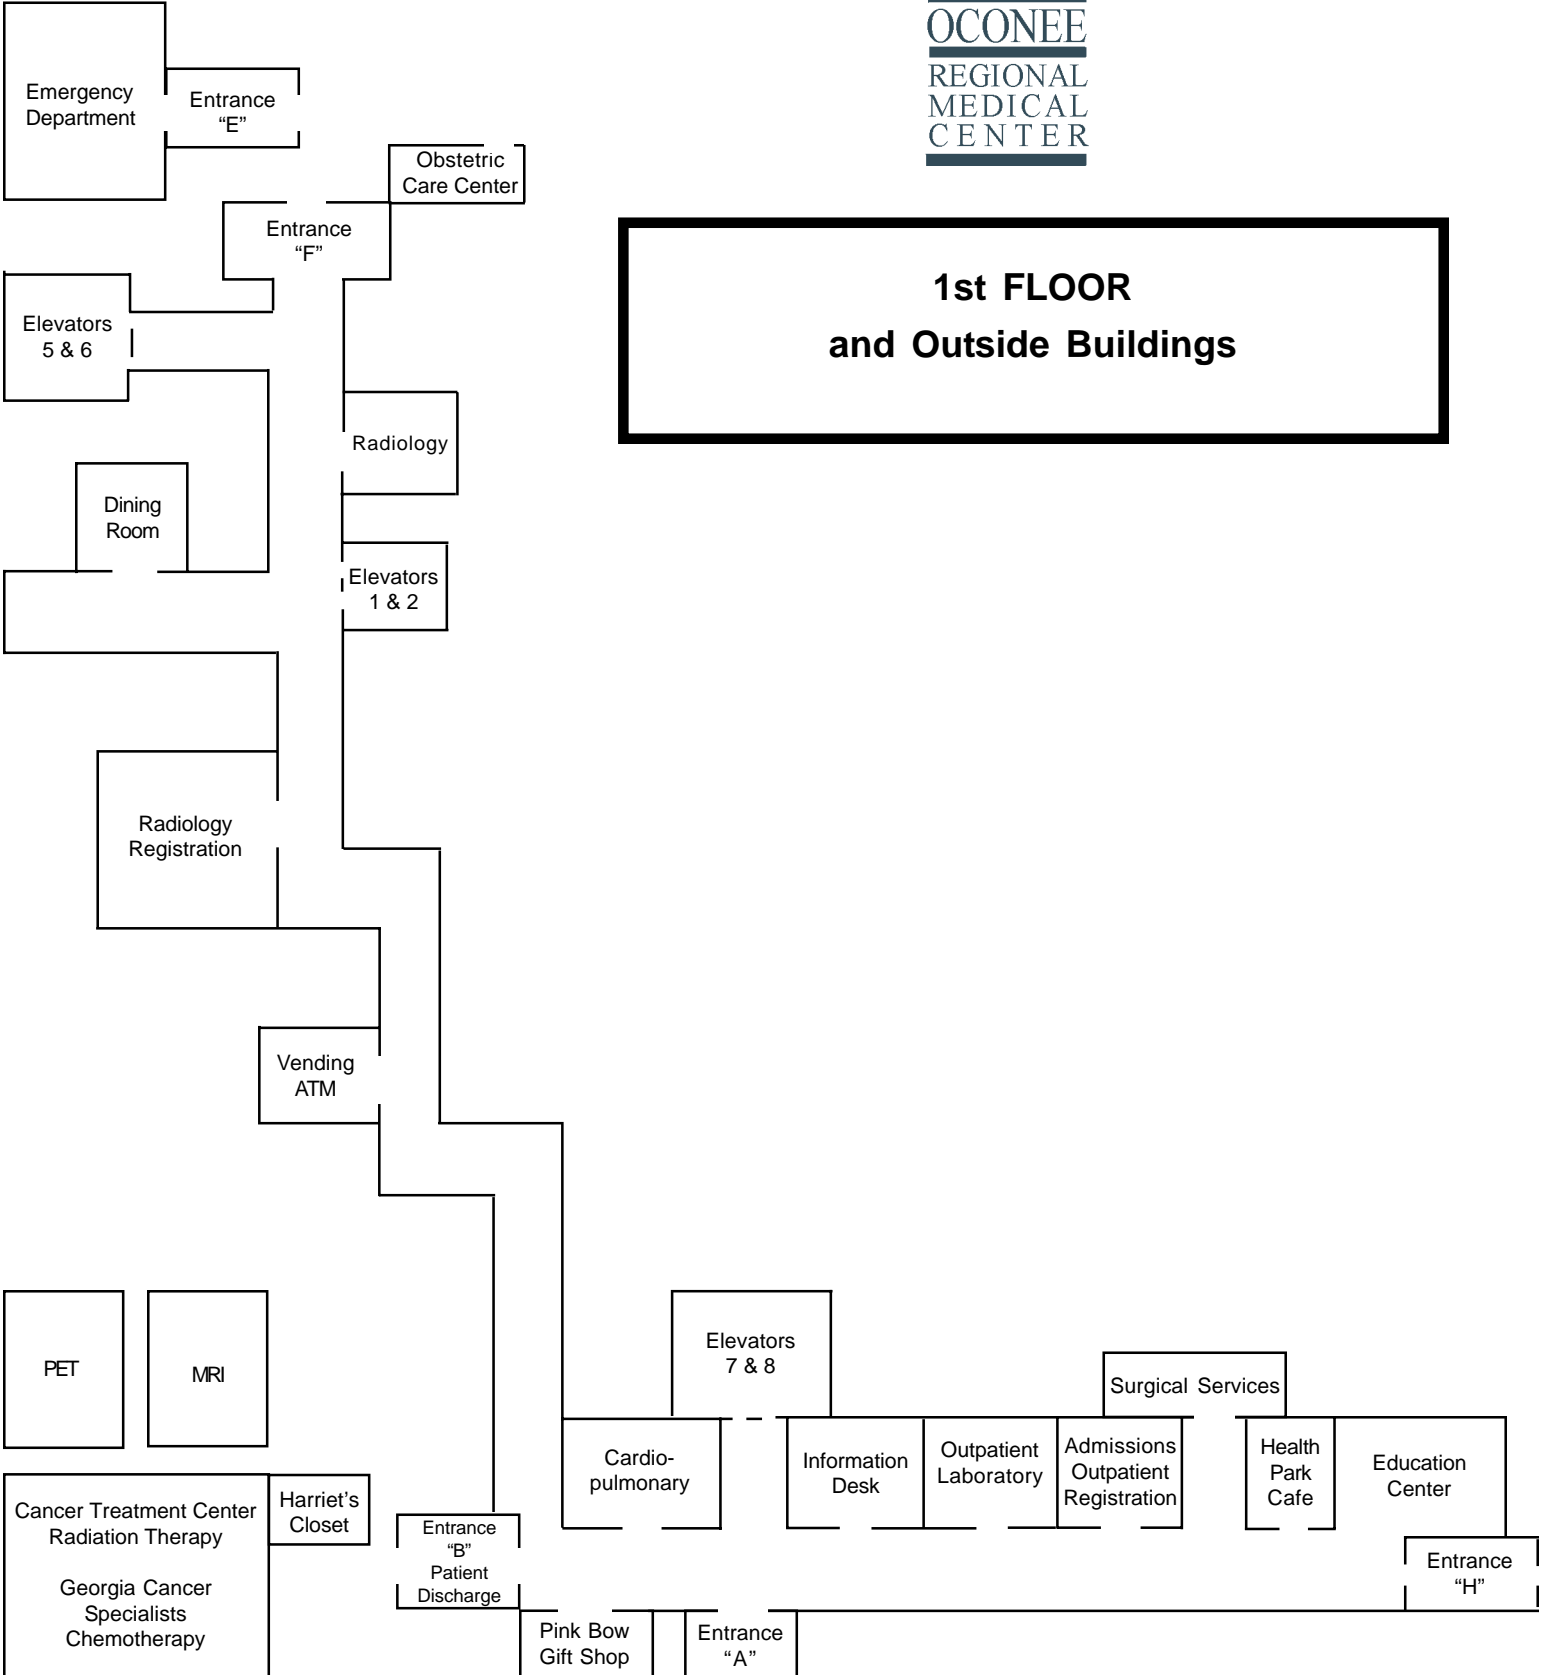 OCONEE
REGIONAL
MEDICAL
CENTER
1st FLOOR
and Outside Buildings
Emergency
Department
Entrance
“E”
Obstetric
Care Center
Entrance
“F”
Elevators
5 & 6
Radiology
Dining
Room
Elevators
1 & 2
Radiology
Registration
Vending
ATM
PET
MRI
Elevators
7 & 8
Surgical Services
Cardio-
pulmonary
Information
Desk
Outpatient
Laboratory
Admissions
Outpatient
Registration
Health
Park
Cafe
Education
Center
Cancer Treatment Center
Radiation Therapy
Georgia Cancer
Specialists
Chemotherapy
Harriet's
Closet
Entrance
“B”
Patient
Discharge
Entrance
“H”
Pink Bow
Gift Shop
Entrance
“A”